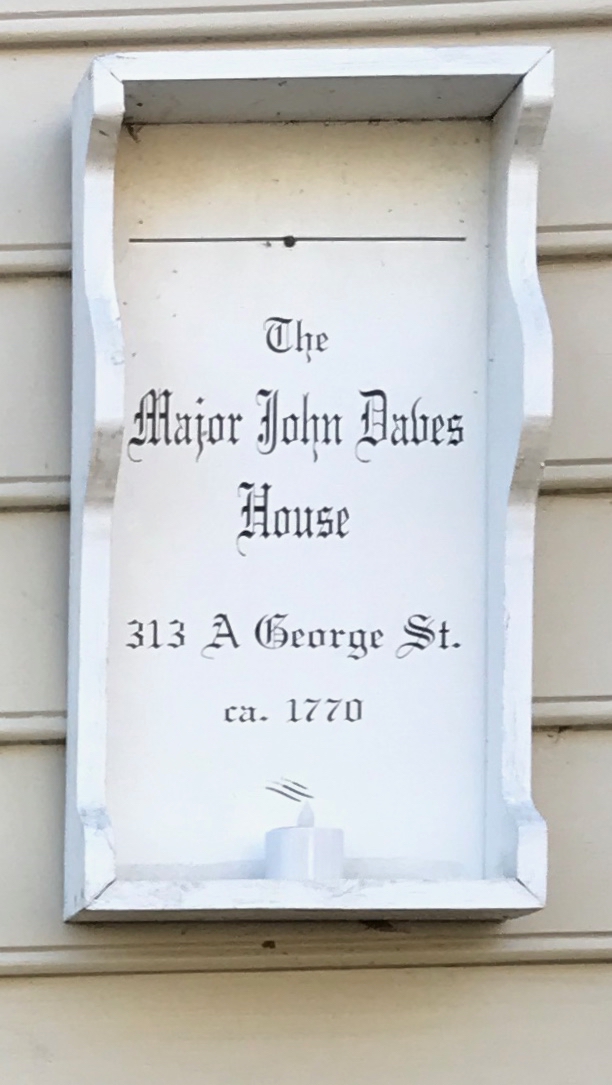 The
Major John Daves
House
313 A George St.
ca. 1770